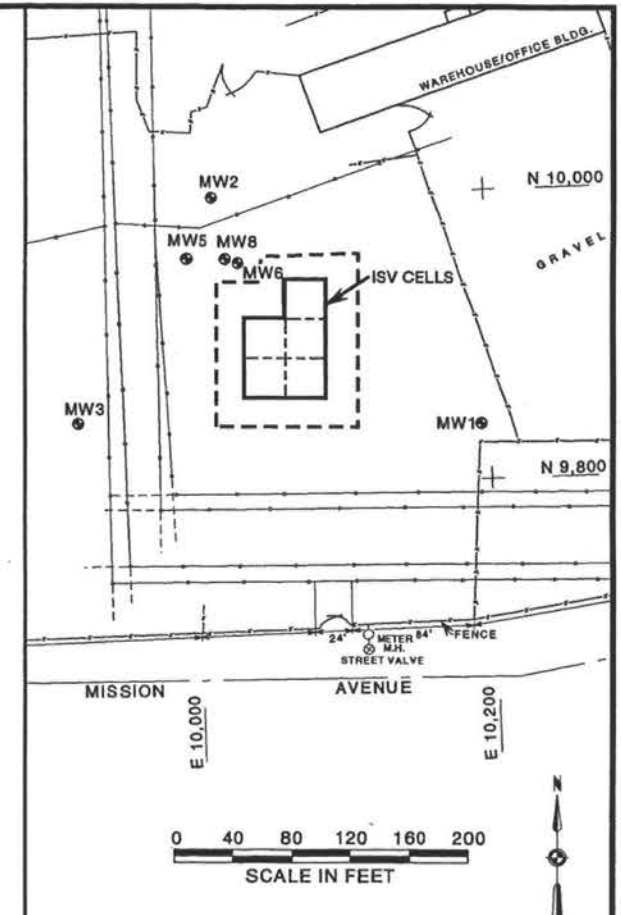 WAREHOUSE/OFFICE BLDG.
N 10,000
MW2
GRAVEL
MW5
MW8
MW6
ISV CELLS
MW3
MW1
N 9,800
24'
METER
84'
FENCE
M.H.
STREET VALVE
MISSION AVENUE
E 10,000
E 10,200
N
0 40 80 120 160 200
SCALE IN FEET